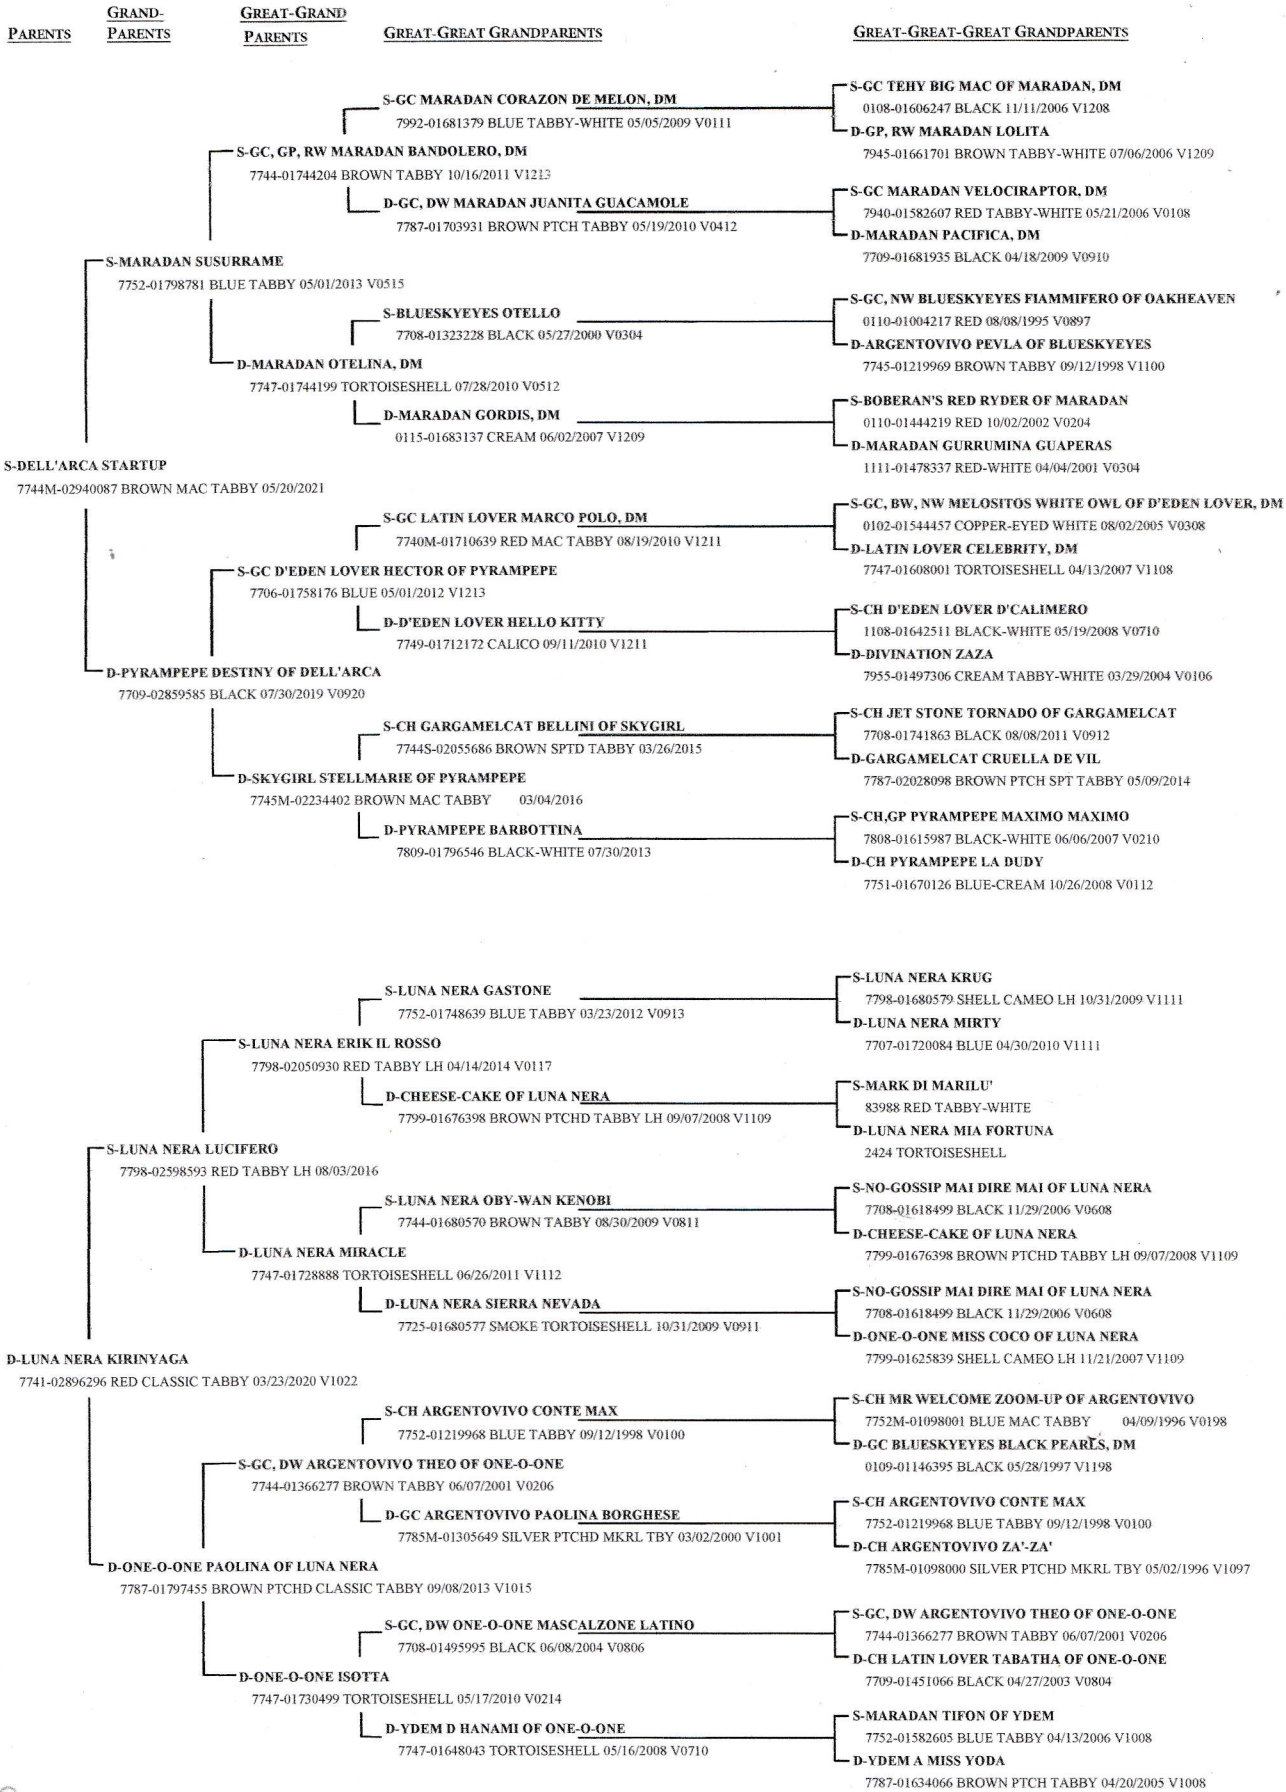 PARENTS
GRAND-
PARENTS
GREAT-GRAND
PARENTS
GREAT-GREAT GRANDPARENTS
GREAT-GREAT-GREAT GRANDPARENTS
S-GC TEHY BIG MAC OF MARADAN, DM
0108-01606247 BLACK 11/11/2006 V1208
S-GC MARADAN CORAZON DE MELON, DM
7992-01681379 BLUE TABBY-WHITE 05/05/2009 V0111
D-GP, RW MARADAN LOLITA
7945-01661701 BROWN TABBY-WHITE 07/06/2006 V1209
S-GC, GP, RW MARADAN BANDOLERO, DM
7744-01744204 BROWN TABBY 10/16/2011 V1213
S-GC MARADAN VELOCIRAPTOR, DM
7940-01582607 RED TABBY-WHITE 05/21/2006 V0108
D-GC, DW MARADAN JUANITA GUACAMOLE
7787-01703931 BROWN PTCH TABBY 05/19/2010 V0412
D-MARADAN PACIFICA, DM
7709-01681935 BLACK 04/18/2009 V0910
S-MARADAN SUSURRAME
7752-01798781 BLUE TABBY 05/01/2013 V0515
S-GC, NW BLUESKYEYES FIAMMIFERO OF OAKHEAVEN
0110-01004217 RED 08/08/1995 V0897
S-BLUESKYEYES OTELLO
7708-01323228 BLACK 05/27/2000 V0304
D-ARGENTOVIVO PEVLA OF BLUESKYEYES
7745-01219969 BROWN TABBY 09/12/1998 V1100
D-MARADAN OTELINA, DM
7747-01744199 TORTOISESHELL 07/28/2010 V0512
S-BOBERAN'S RED RYDER OF MARADAN
0110-01444219 RED 10/02/2002 V0204
D-MARADAN GORDIS, DM
0115-01683137 CREAM 06/02/2007 V1209
D-MARADAN GURRUMINA GUAPERAS
1111-01478337 RED-WHITE 04/04/2001 V0304
S-DELL'ARCA STARTUP
7744M-02940087 BROWN MAC TABBY 05/20/2021
S-GC, BW, NW MELOSITOS WHITE OWL OF D'EDEN LOVER, DM
0102-01544457 COPPER-EYED WHITE 08/02/2005 V0308
S-GC LATIN LOVER MARCO POLO, DM
7740M-01710639 RED MAC TABBY 08/19/2010 V1211
D-LATIN LOVER CELEBRITY, DM
7747-01608001 TORTOISESHELL 04/13/2007 V1108
S-GC D'EDEN LOVER HECTOR OF PYRAMPEPE
7706-01758176 BLUE 05/01/2012 V1213
S-CH D'EDEN LOVER D'CALIMERO
1108-01642511 BLACK-WHITE 05/19/2008 V0710
D-D'EDEN LOVER HELLO KITTY
7749-01712172 CALICO 09/11/2010 V1211
D-DIVINATION ZAZA
7955-01497306 CREAM TABBY-WHITE 03/29/2004 V0106
D-PYRAMPEPE DESTINY OF DELL'ARCA
7709-02859585 BLACK 07/30/2019 V0920
S-CH JET STONE TORNADO OF GARGAMELCAT
7708-01741863 BLACK 08/08/2011 V0912
S-CH GARGAMELCAT BELLINI OF SKYGIRL
7744S-02055686 BROWN SPTD TABBY 03/26/2015
D-GARGAMELCAT CRUELLA DE VIL
7787-02028098 BROWN PTCH SPT TABBY 05/09/2014
D-SKYGIRL STELLMARIE OF PYRAMPEPE
7745M-02234402 BROWN MAC TABBY 03/04/2016
S-CH,GP PYRAMPEPE MAXIMO MAXIMO
7808-01615987 BLACK-WHITE 06/06/2007 V0210
D-PYRAMPEPE BARBOTTINA
7809-01796546 BLACK-WHITE 07/30/2013
D-CH PYRAMPEPE LA DUDY
7751-01670126 BLUE-CREAM 10/26/2008 V0112
S-LUNA NERA KRUG
7798-01680579 SHELL CAMEO LH 10/31/2009 V1111
S-LUNA NERA GASTONE
7752-01748639 BLUE TABBY 03/23/2012 V0913
D-LUNA NERA MIRTY
7707-01720084 BLUE 04/30/2010 V1111
S-LUNA NERA ERIK IL ROSSO
7798-02050930 RED TABBY LH 04/14/2014 V0117
S-MARK DI MARILU'
83988 RED TABBY-WHITE
D-CHEESE-CAKE OF LUNA NERA
7799-01676398 BROWN PTCHD TABBY LH 09/07/2008 V1109
D-LUNA NERA MIA FORTUNA
2424 TORTOISESHELL
S-LUNA NERA LUCIFERO
7798-02598593 RED TABBY LH 08/03/2016
S-NO-GOSSIP MAI DIRE MAI OF LUNA NERA
7708-01618499 BLACK 11/29/2006 V0608
S-LUNA NERA OBY-WAN KENOBI
7744-01680570 BROWN TABBY 08/30/2009 V0811
D-CHEESE-CAKE OF LUNA NERA
7799-01676398 BROWN PTCHD TABBY LH 09/07/2008 V1109
D-LUNA NERA MIRACLE
7747-01728888 TORTOISESHELL 06/26/2011 V1112
S-NO-GOSSIP MAI DIRE MAI OF LUNA NERA
7708-01618499 BLACK 11/29/2006 V0608
D-LUNA NERA SIERRA NEVADA
7725-01680577 SMOKE TORTOISESHELL 10/31/2009 V0911
D-ONE-O-ONE MISS COCO OF LUNA NERA
7799-01625839 SHELL CAMEO LH 11/21/2007 V1109
D-LUNA NERA KIRINYAGA
7741-02896296 RED CLASSIC TABBY 03/23/2020 V1022
S-CH MR WELCOME ZOOM-UP OF ARGENTOVIVO
7752M-01098001 BLUE MAC TABBY 04/09/1996 V0198
S-CH ARGENTOVIVO CONTE MAX
7752-01219968 BLUE TABBY 09/12/1998 V0100
D-GC BLUESKYEYES BLACK PEARLS, DM
0109-01146395 BLACK 05/28/1997 V1198
S-GC, DW ARGENTOVIVO THEO OF ONE-O-ONE
7744-01366277 BROWN TABBY 06/07/2001 V0206
S-CH ARGENTOVIVO CONTE MAX
7752-01219968 BLUE TABBY 09/12/1998 V0100
D-GC ARGENTOVIVO PAOLINA BORGHESE
7785M-01305649 SILVER PTCHD MKRL TBY 03/02/2000 V1001
D-CH ARGENTOVIVO ZA'-ZA'
7785M-01098000 SILVER PTCHD MKRL TBY 05/02/1996 V1097
D-ONE-O-ONE PAOLINA OF LUNA NERA
7787-01797455 BROWN PTCHD CLASSIC TABBY 09/08/2013 V1015
S-GC, DW ARGENTOVIVO THEO OF ONE-O-ONE
7744-01366277 BROWN TABBY 06/07/2001 V0206
S-GC, DW ONE-O-ONE MASCALZONE LATINO
7708-01495995 BLACK 06/08/2004 V0806
D-CH LATIN LOVER TABATHA OF ONE-O-ONE
7709-01451066 BLACK 04/27/2003 V0804
D-ONE-O-ONE ISOTTA
7747-01730499 TORTOISESHELL 05/17/2010 V0214
S-MARADAN TIFON OF YDEM
7752-01582605 BLUE TABBY 04/13/2006 V1008
D-YDEM D HANAMI OF ONE-O-ONE
7747-01648043 TORTOISESHELL 05/16/2008 V0710
D-YDEM A MISS YODA
7787-01634066 BROWN PTCH TABBY 04/20/2005 V1008